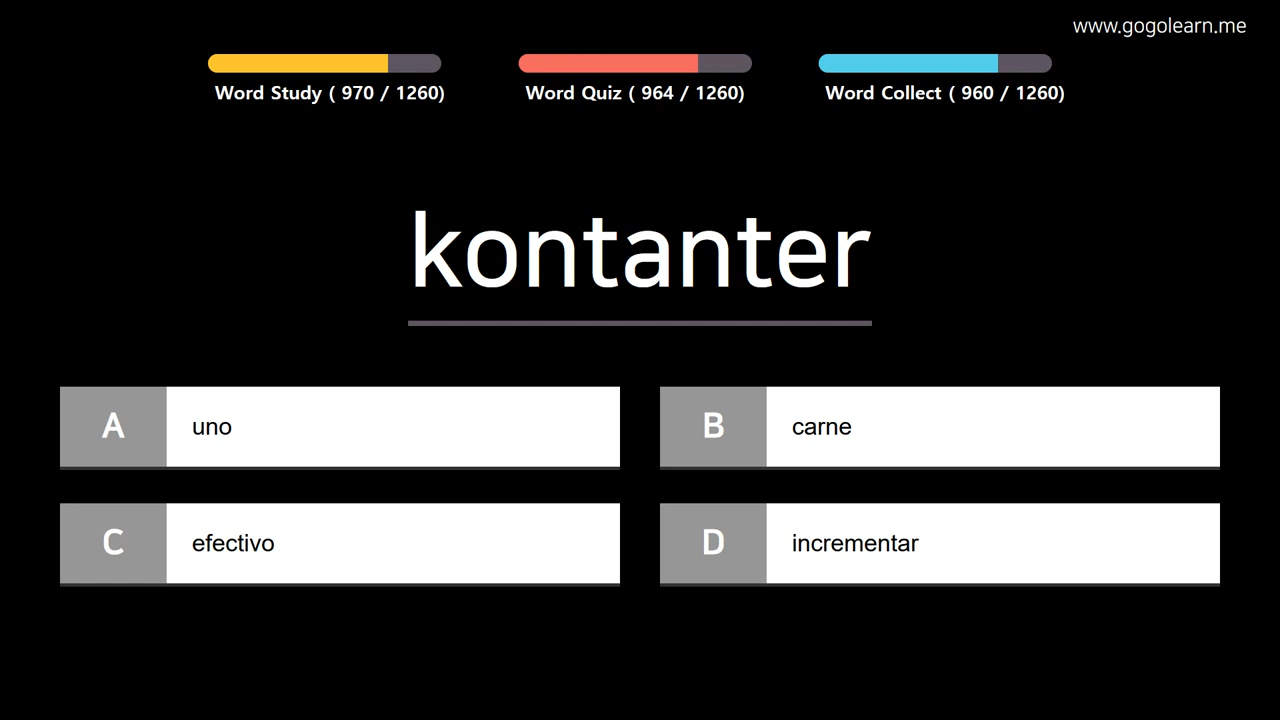 www.gogolearn.me
Word Study ( 970 / 1260)
Word Quiz ( 964 / 1260)
Word Collect ( 960 / 1260)
kontanter
A uno
B carne
C efectivo
D incrementar